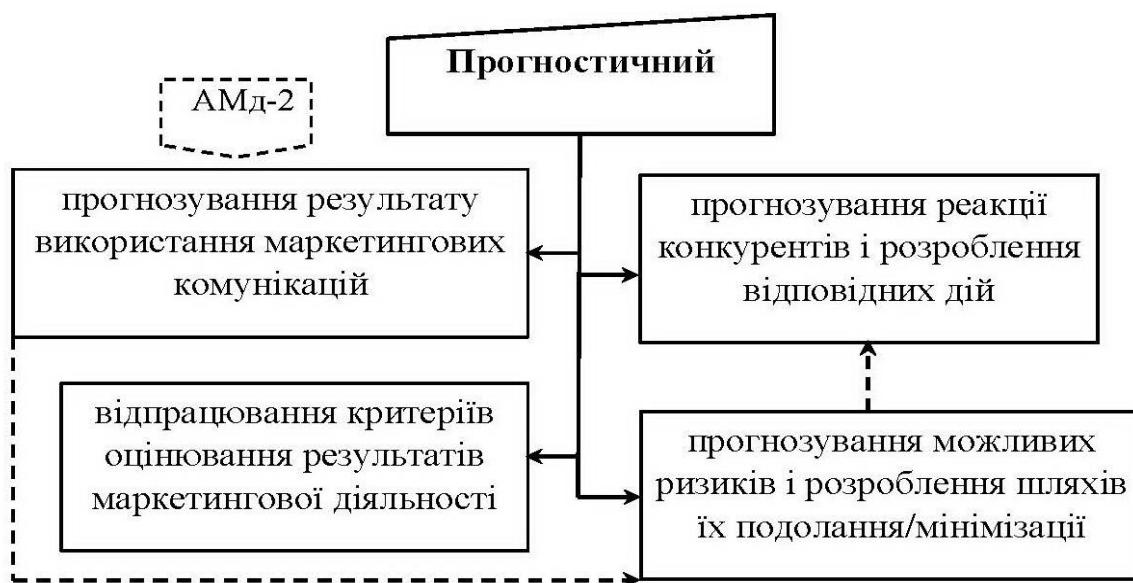 Прогностичний
АМд-2
прогнозування результату
використання маркетингових
комунікацій
прогнозування реакції
конкурентів і розроблення
відповідних дій
відпрацювання критеріїв
оцінювання результатів
маркетингової діяльності
прогнозування можливих
ризиків і розроблення шляхів
їх подолання/мінімізації